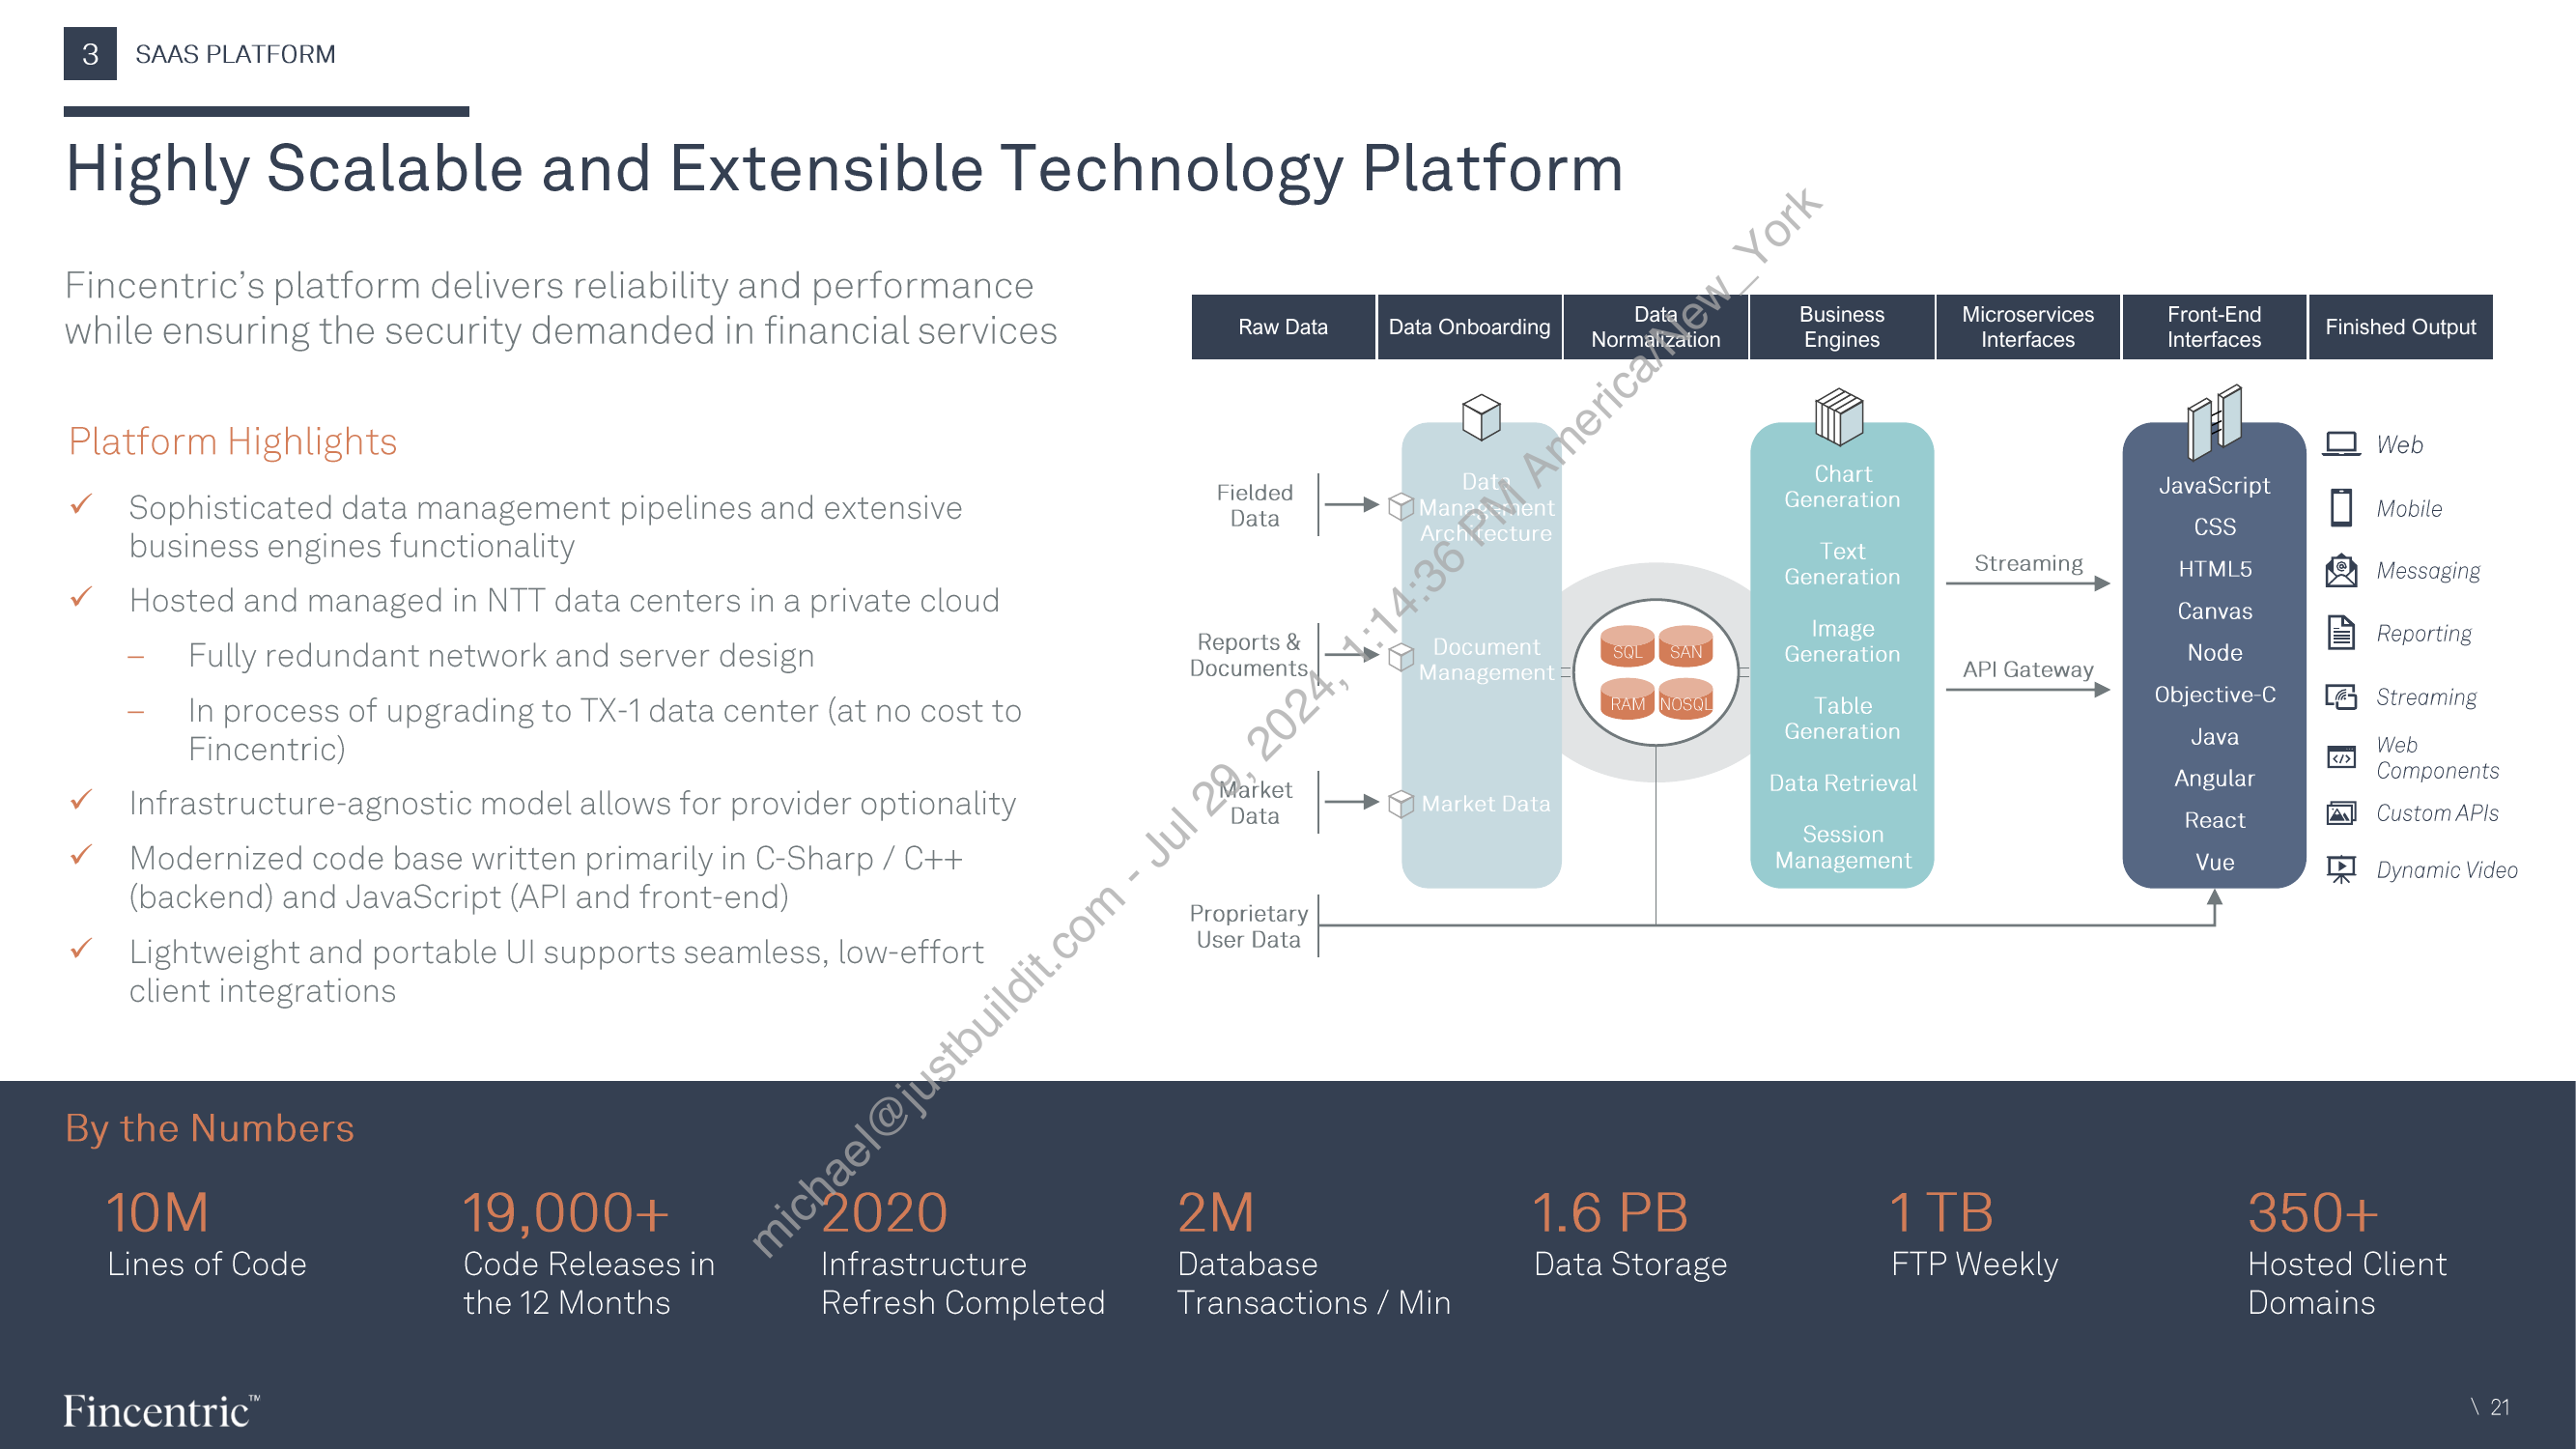 3 SAAS PLATFORM
Highly Scalable and Extensible Technology Platform
Fincentric’s platform delivers reliability and performance
while ensuring the security demanded in financial services
Platform Highlights
✓ Sophisticated data management pipelines and extensive
business engines functionality
✓ Hosted and managed in NTT data centers in a private cloud
– Fully redundant network and server design
– In process of upgrading to TX-1 data center (at no cost to
Fincentric)
✓ Infrastructure-agnostic model allows for provider optionality
✓ Modernized code base written primarily in C-Sharp / C++
(backend) and JavaScript (API and front-end)
✓ Lightweight and portable UI supports seamless, low-effort
client integrations
Raw Data
Data Onboarding
Data
Normalization
Business
Engines
Microservices
Interfaces
Front-End
Interfaces
Finished Output
Fielded
Data
Reports &
Documents
Market
Data
Proprietary
User Data
Data
Management
Architecture
Document
Management
Market Data
SQL SAN
RAM NOSQL
Chart
Generation
Text
Generation
Image
Generation
Table
Generation
Data Retrieval
Session
Management
Streaming
API Gateway
JavaScript
CSS
HTML5
Canvas
Node
Objective-C
Java
Angular
React
Vue
Web
Mobile
Messaging
Reporting
Streaming
Web
Components
Custom APIs
Dynamic Video
michael@justbuildit.com - Jul 29, 2024, 1:14:36 PM America/New_York
By the Numbers
10M
Lines of Code
19,000+
Code Releases in
the 12 Months
2020
Infrastructure
Refresh Completed
2M
Database
Transactions / Min
1.6 PB
Data Storage
1 TB
FTP Weekly
350+
Hosted Client
Domains
Fincentric™
\ 21